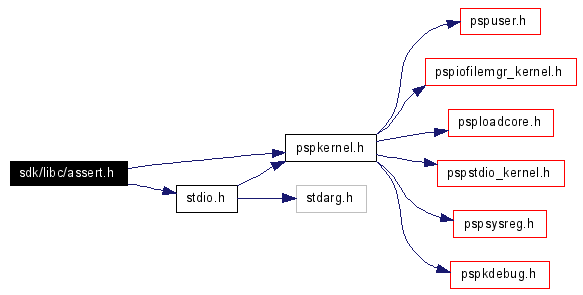 pspuser.h
pspiofilemgr_kernel.h
psploadcore.h
pspkernel.h
sdk/libc/assert.h
pspstdio_kernel.h
stdio.h
stdarg.h
pspsysreg.h
pspkdebug.h